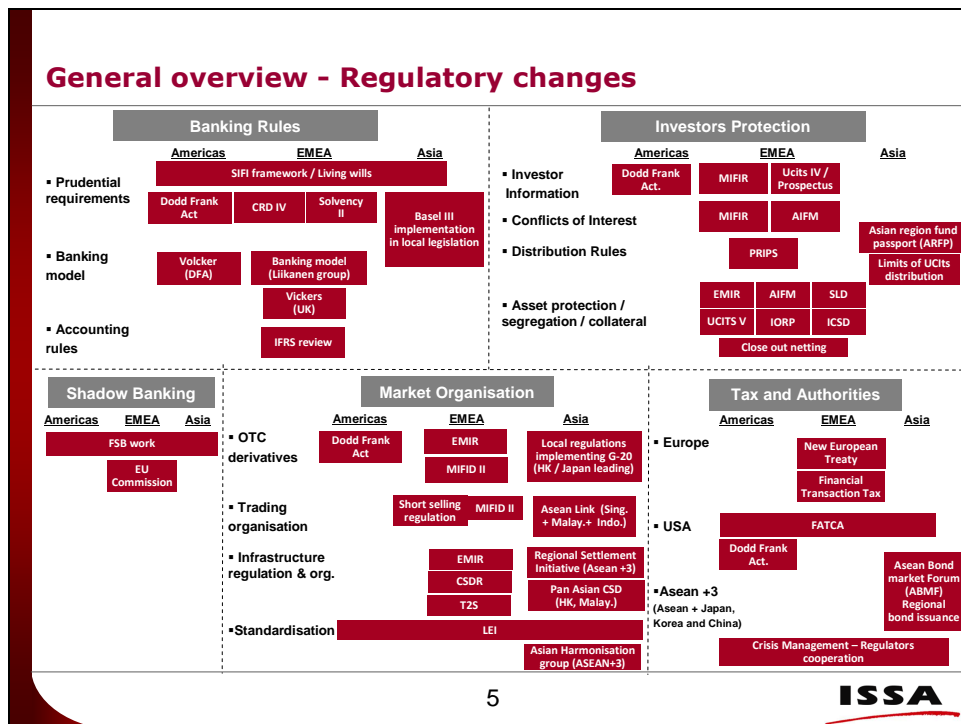 General overview - Regulatory changes
Banking Rules
Americas EMEA Asia
SIFI framework / Living wills
▪ Prudential
requirements
Dodd Frank
Act
CRD IV
Solvency
II
Basel III
implementation
in local legislation
▪ Banking
model
Volcker
(DFA)
Banking model
(Liikanen group)
Vickers
(UK)
▪ Accounting
rules
IFRS review
Investors Protection
Americas EMEA Asia
▪ Investor
Information
Dodd Frank
Act.
MIFIR
Ucits IV /
Prospectus
▪ Conflicts of Interest
MIFIR
AIFM
▪ Distribution Rules
PRIPS
Asian region fund
passport (ARFP)
Limits of UCIts
distribution
▪ Asset protection /
segregation / collateral
EMIR
AIFM
SLD
UCITS V
IORP
ICSD
Close out netting
Shadow Banking
Americas EMEA Asia
FSB work
EU
Commission
Market Organisation
Americas EMEA Asia
▪ OTC
derivatives
Dodd Frank
Act
EMIR
MIFID II
Local regulations
implementing G-20
(HK / Japan leading)
▪ Trading
organisation
Short selling
regulation
MIFID II
Asean Link (Sing.
+ Malay.+ Indo.)
▪ Infrastructure
regulation & org.
EMIR
CSDR
T2S
Regional Settlement
Initiative (Asean +3)
Pan Asian CSD
(HK, Malay.)
▪Standardisation
LEI
Asian Harmonisation
group (ASEAN+3)
Tax and Authorities
Americas EMEA Asia
▪ Europe
New European
Treaty
Financial
Transaction Tax
▪ USA
FATCA
Dodd Frank
Act.
▪Asean +3
(Asean + Japan,
Korea and China)
Asean Bond
market Forum
(ABMF)
Regional
bond issuance
Crisis Management – Regulators
cooperation
5
ISSA